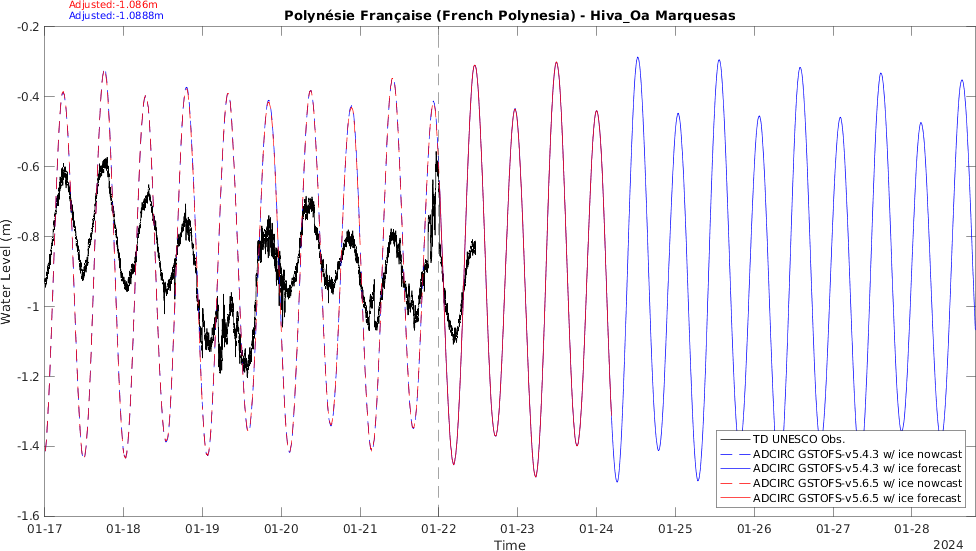 Adjusted:-1.086m
Adjusted:-1.0888m
Polynésie Française (French Polynesia) - Hiva_Oa Marquesas
-0.2
-0.4
-0.6
-0.8
-1
-1.2
-1.4
-1.6
Water Level (m)
TD UNESCO Obs.
ADCIRC GSTOFS-v5.4.3 w/ ice nowcast
ADCIRC GSTOFS-v5.4.3 w/ ice forecast
ADCIRC GSTOFS-v5.6.5 w/ ice nowcast
ADCIRC GSTOFS-v5.6.5 w/ ice forecast
01-17 01-18 01-19 01-20 01-21 01-22 01-23 01-24 01-25 01-26 01-27 01-28
Time
2024